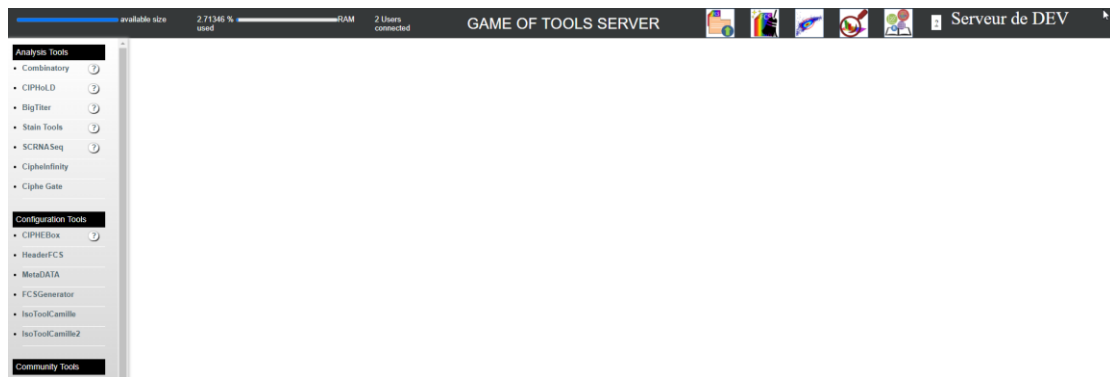 available size
2.71346 %
used
RAM
2 Users
connected
GAME OF TOOLS SERVER
Serveur de DEV
Analysis Tools
Combinatory ?
CIPHoLD ?
BigTiter ?
Stain Tools ?
SCRNASeq ?
CipheInfinity
Ciphe Gate
Configuration Tools
CIPHEBox ?
HeaderFCS
MetaDATA
FCSGenerator
IsoToolCamille
IsoToolCamille2
Community Tools